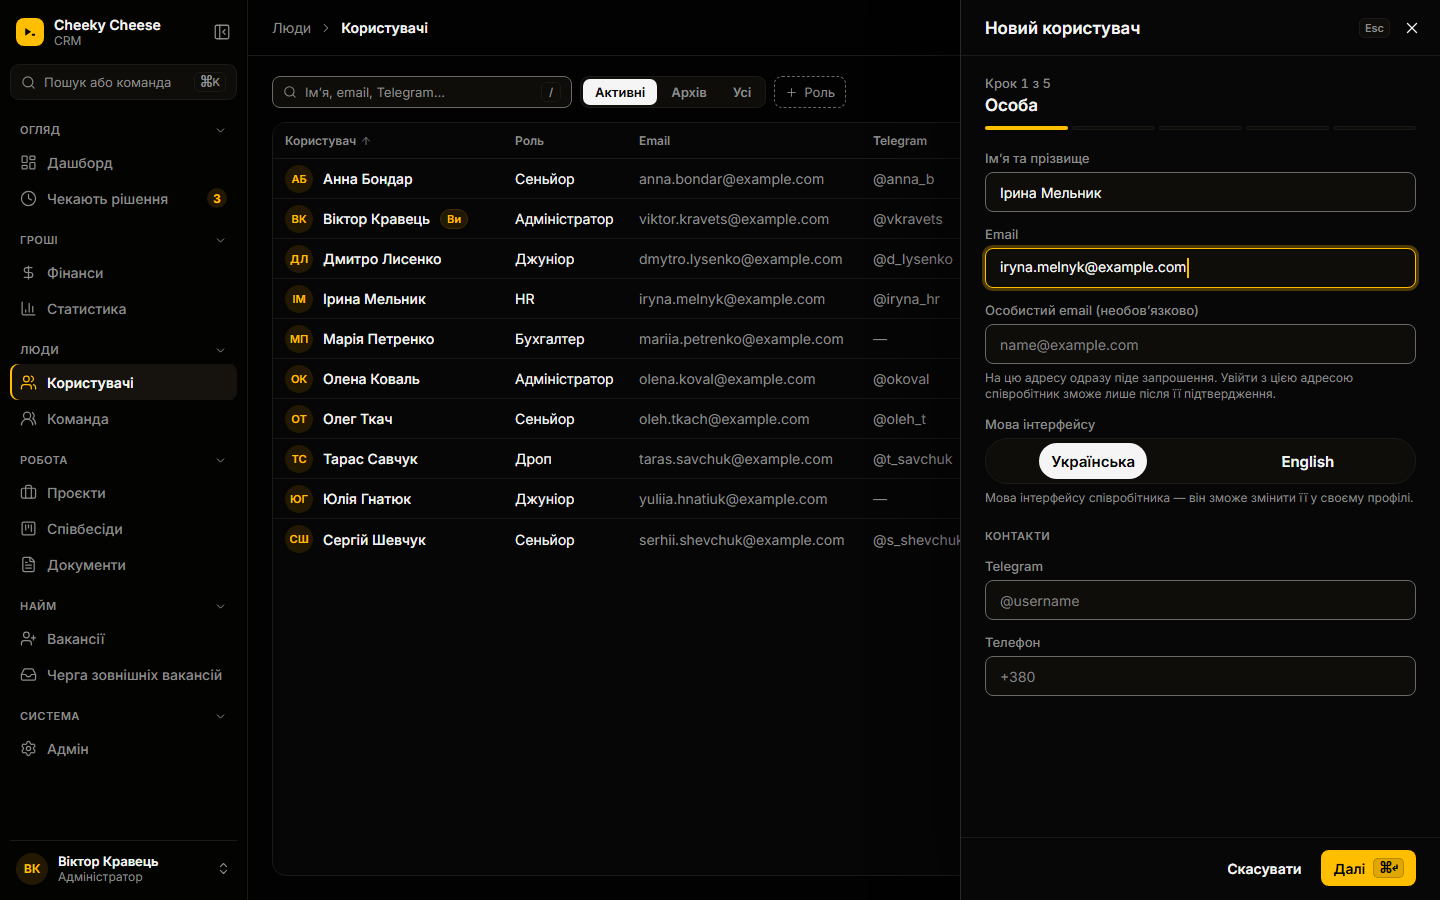 Cheeky Cheese
CRM
Пошук або команда ⌘K
ОГЛЯД
Дашборд
Чекають рішення 3
ГРОШІ
Фінанси
Статистика
ЛЮДИ
Користувачі
Команда
РОБОТА
Проєкти
Співбесіди
Документи
НАЙМ
Вакансії
Черга зовнішніх вакансій
СИСТЕМА
Адмін
ВК Віктор Кравець
Адміністратор
Люди > Користувачі
Ім’я, email, Telegram... /
Активні Архів Усі + Роль
Користувач ↑ Роль Email Telegram
АБ Анна Бондар Сеньйор anna.bondar@example.com @anna_b
ВК Віктор Кравець Ви Адміністратор viktor.kravets@example.com @vkravets
ДЛ Дмитро Лисенко Джуніор dmytro.lysenko@example.com @d_lysenko
ІМ Ірина Мельник HR iryna.melnyk@example.com @iryna_hr
МП Марія Петренко Бухгалтер mariia.petrenko@example.com —
ОК Олена Коваль Адміністратор olena.koval@example.com @okoval
ОТ Олег Ткач Сеньйор oleh.tkach@example.com @oleh_t
ТС Тарас Савчук Дроп taras.savchuk@example.com @t_savchuk
ЮГ Юлія Гнатюк Джуніор yuliia.hnatiuk@example.com —
СШ Сергій Шевчук Сеньйор serhii.shevchuk@example.com @s_shevchuk
Новий користувач Esc
Крок 1 з 5
Особа
Ім’я та прізвище
Ірина Мельник
Email
iryna.melnyk@example.com
Особистий email (необов’язково)
name@example.com
На цю адресу одразу піде запрошення. Увійти з цією адресою
співробітник зможе лише після її підтвердження.
Мова інтерфейсу
Українська English
Мова інтерфейсу співробітника — він зможе змінити її у своєму профілі.
КОНТАКТИ
Telegram
@username
Телефон
+380
Скасувати Далі ⌘↵